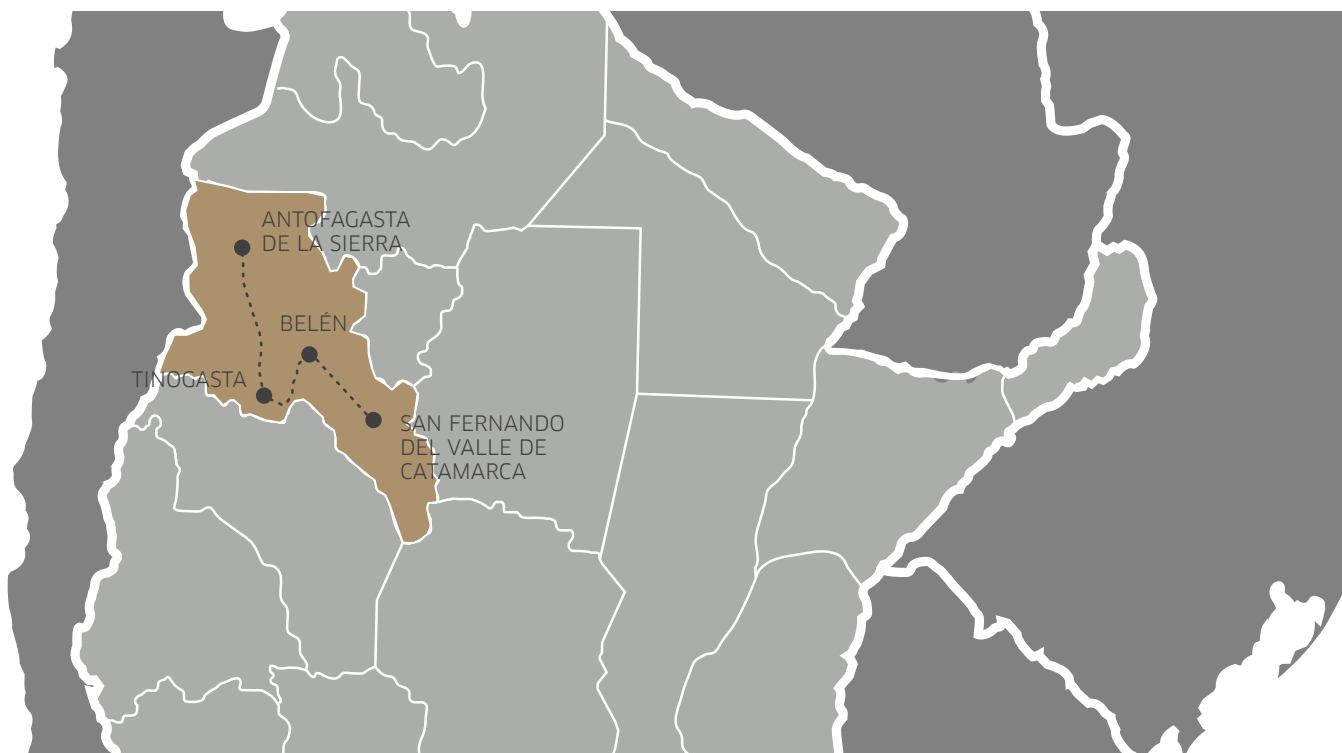 ANTOFAGASTA
DE LA SIERRA
BELÉN
TINOGASTA
SAN FERNANDO
DEL VALLE DE
CATAMARCA